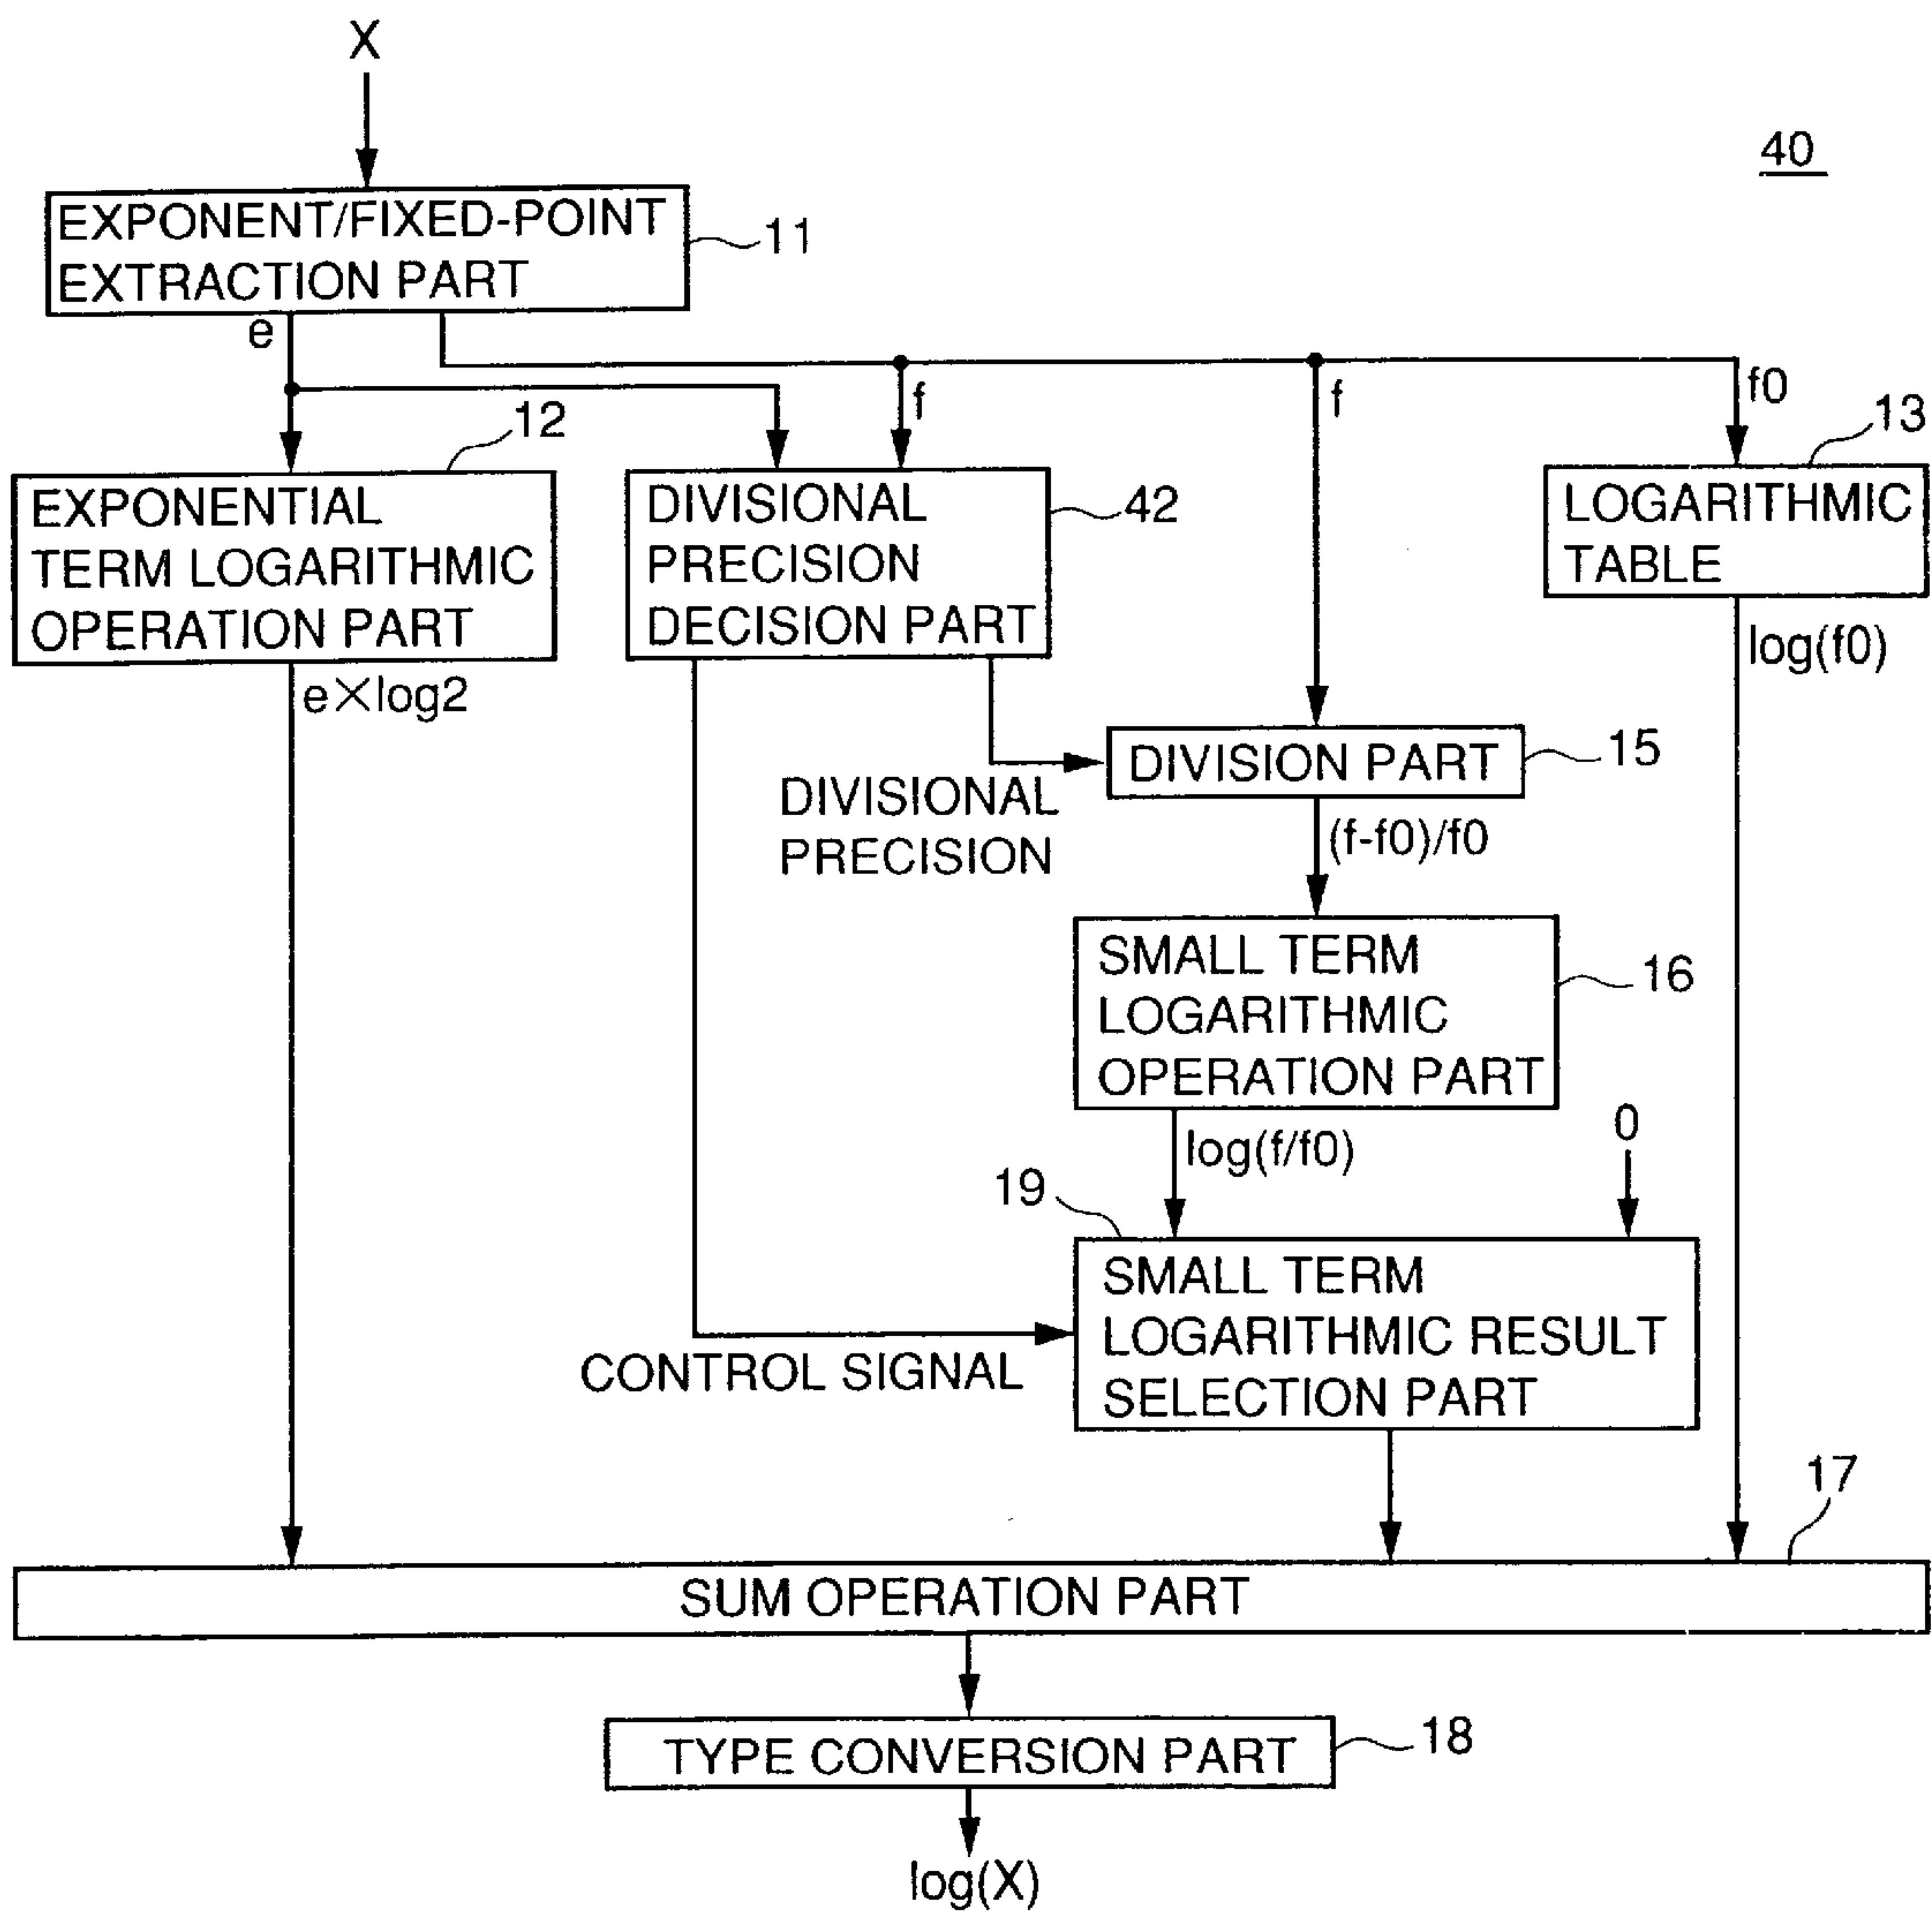 X
40
EXPONENT/FIXED-POINT
EXTRACTION PART
11
e
f
f
f0
12
13
EXPONENTIAL
TERM LOGARITHMIC
OPERATION PART
DIVISIONAL
PRECISION
DECISION PART
42
LOGARITHMIC
TABLE
e×log2
log(f0)
DIVISION PART
15
DIVISIONAL
PRECISION
(f-f0)/f0
SMALL TERM
LOGARITHMIC
OPERATION PART
16
log(f/f0)
0
19
SMALL TERM
LOGARITHMIC RESULT
SELECTION PART
CONTROL SIGNAL
17
SUM OPERATION PART
TYPE CONVERSION PART
18
log(X)